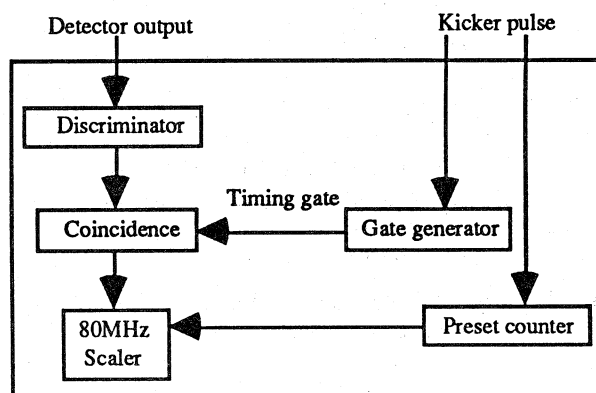 Detector output
Kicker pulse
Discriminator
Timing gate
Coincidence
Gate generator
80MHz
Scaler
Preset counter